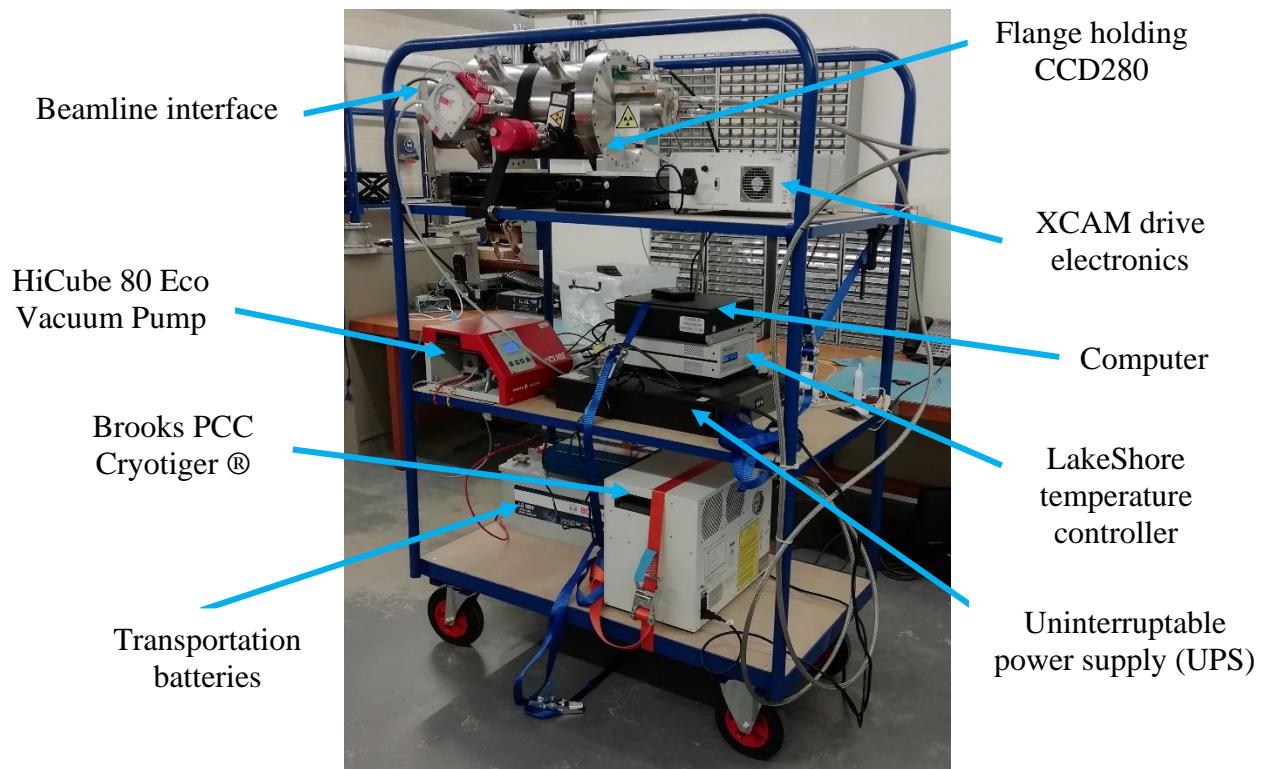 Flange holding
CCD280
Beamline interface
XCAM drive
electronics
HiCube 80 Eco
Vacuum Pump
Computer
Brooks PCC
Cryotiger ®
LakeShore
temperature
controller
Transportation
batteries
Uninterruptable
power supply (UPS)